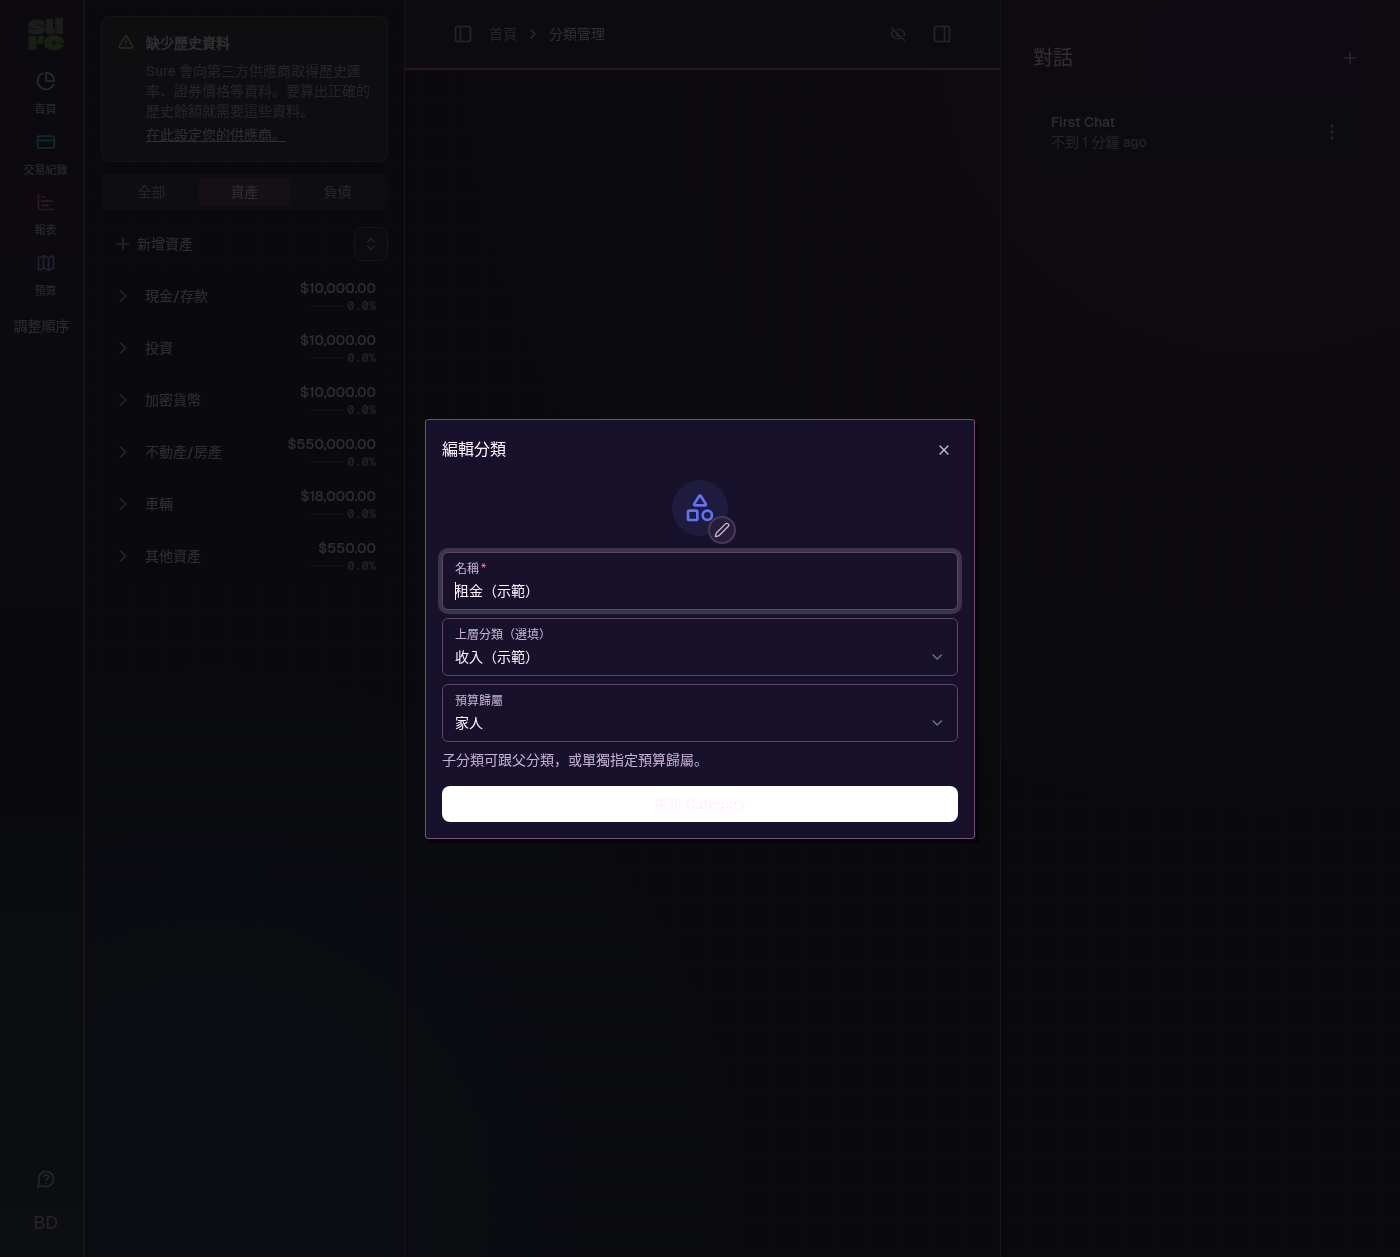 sure
首頁
交易紀錄
報表
預算
調整順序
BD
缺少歷史資料
Sure 會向第三方供應商取得歷史匯
率、證券價格等資料。要算出正確的
歷史餘額就需要這些資料。
在此設定您的供應商。
全部
資產
負債
新增資產
現金/存款
$10,000.00
0.0%
投資
$10,000.00
0.0%
加密貨幣
$10,000.00
0.0%
不動產/房產
$550,000.00
0.0%
車輛
$18,000.00
0.0%
其他資產
$550.00
0.0%
首頁
分類管理
編輯分類
名稱*
租金（示範）
上層分類（選填）
收入（示範）
預算歸屬
家人
子分類可跟父分類，或單獨指定預算歸屬。
更新 Category
對話
First Chat
不到 1 分鐘 ago